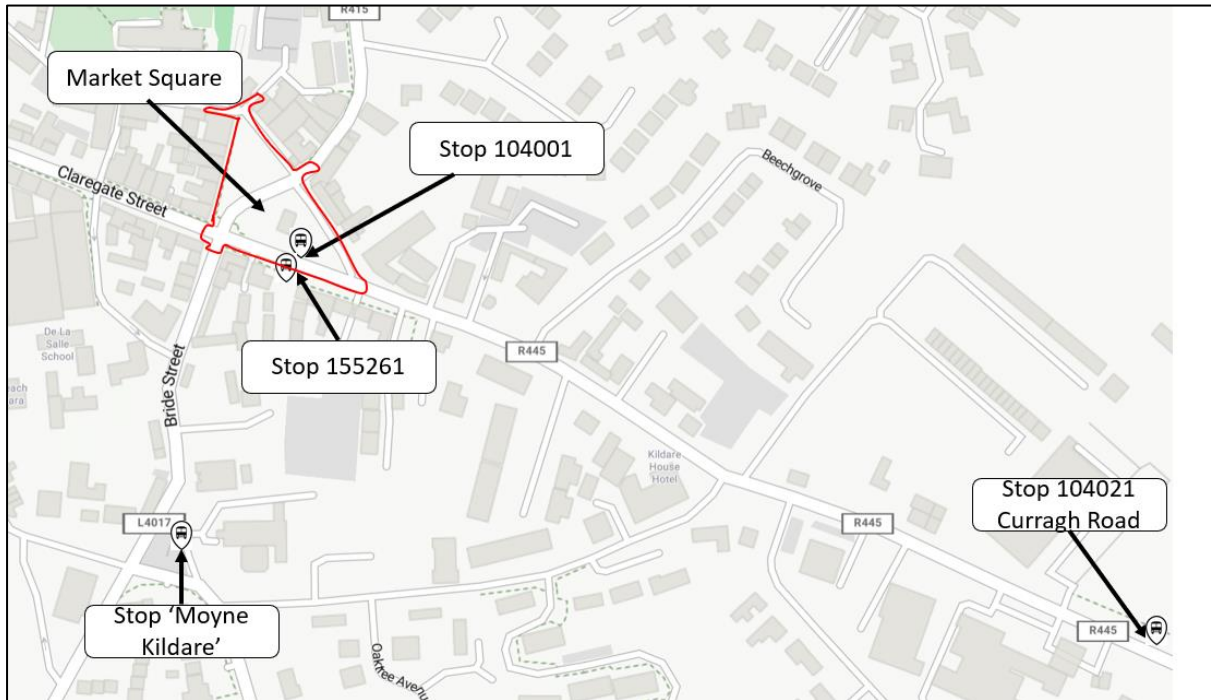 R415
Market Square
Stop 104001
Claregate Street
Beechgrove
Stop 155261
De La
Salle
School
Bride Street
R445
Kildare
House
Hotel
Stop 104021
Curragh Road
L4017
R445
Stop ‘Moyne
Kildare’
R445
Oaktree Avenue